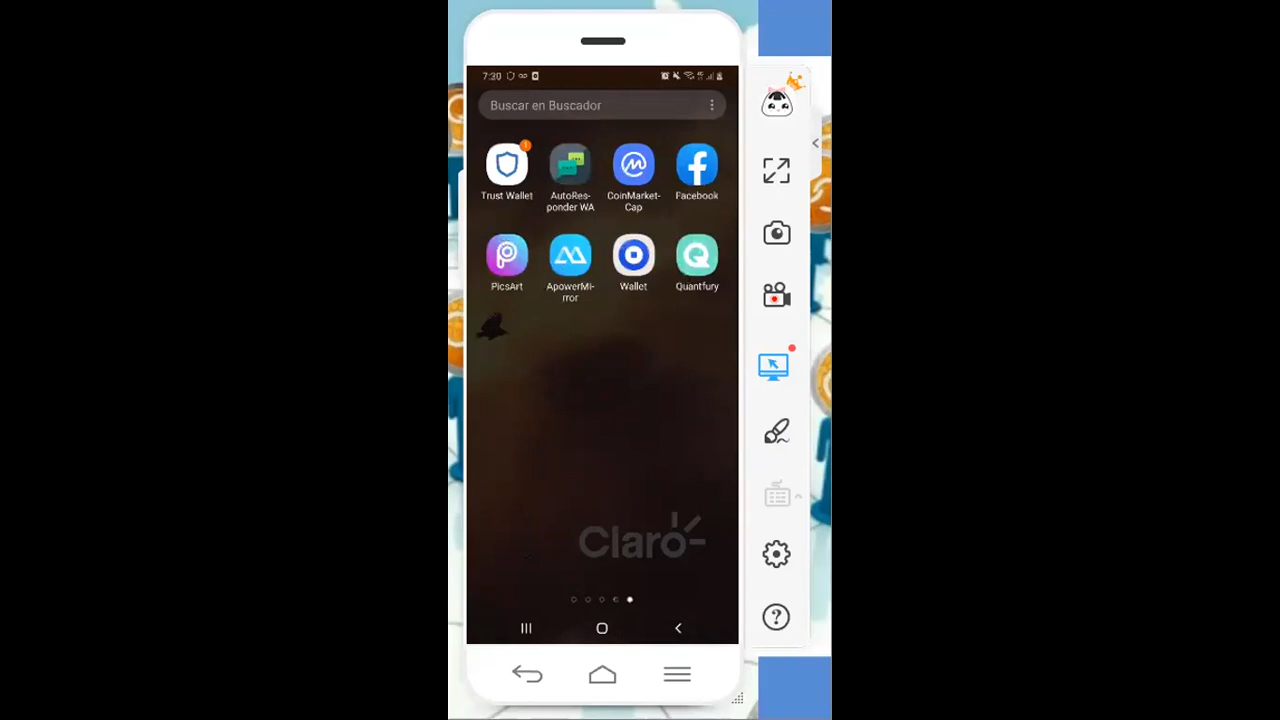 7:30
Buscar en Buscador
Trust Wallet
AutoRes-
ponder WA
CoinMarket-
Cap
Facebook
PicsArt
ApowerMi-
rror
Wallet
Quantfury
Claro